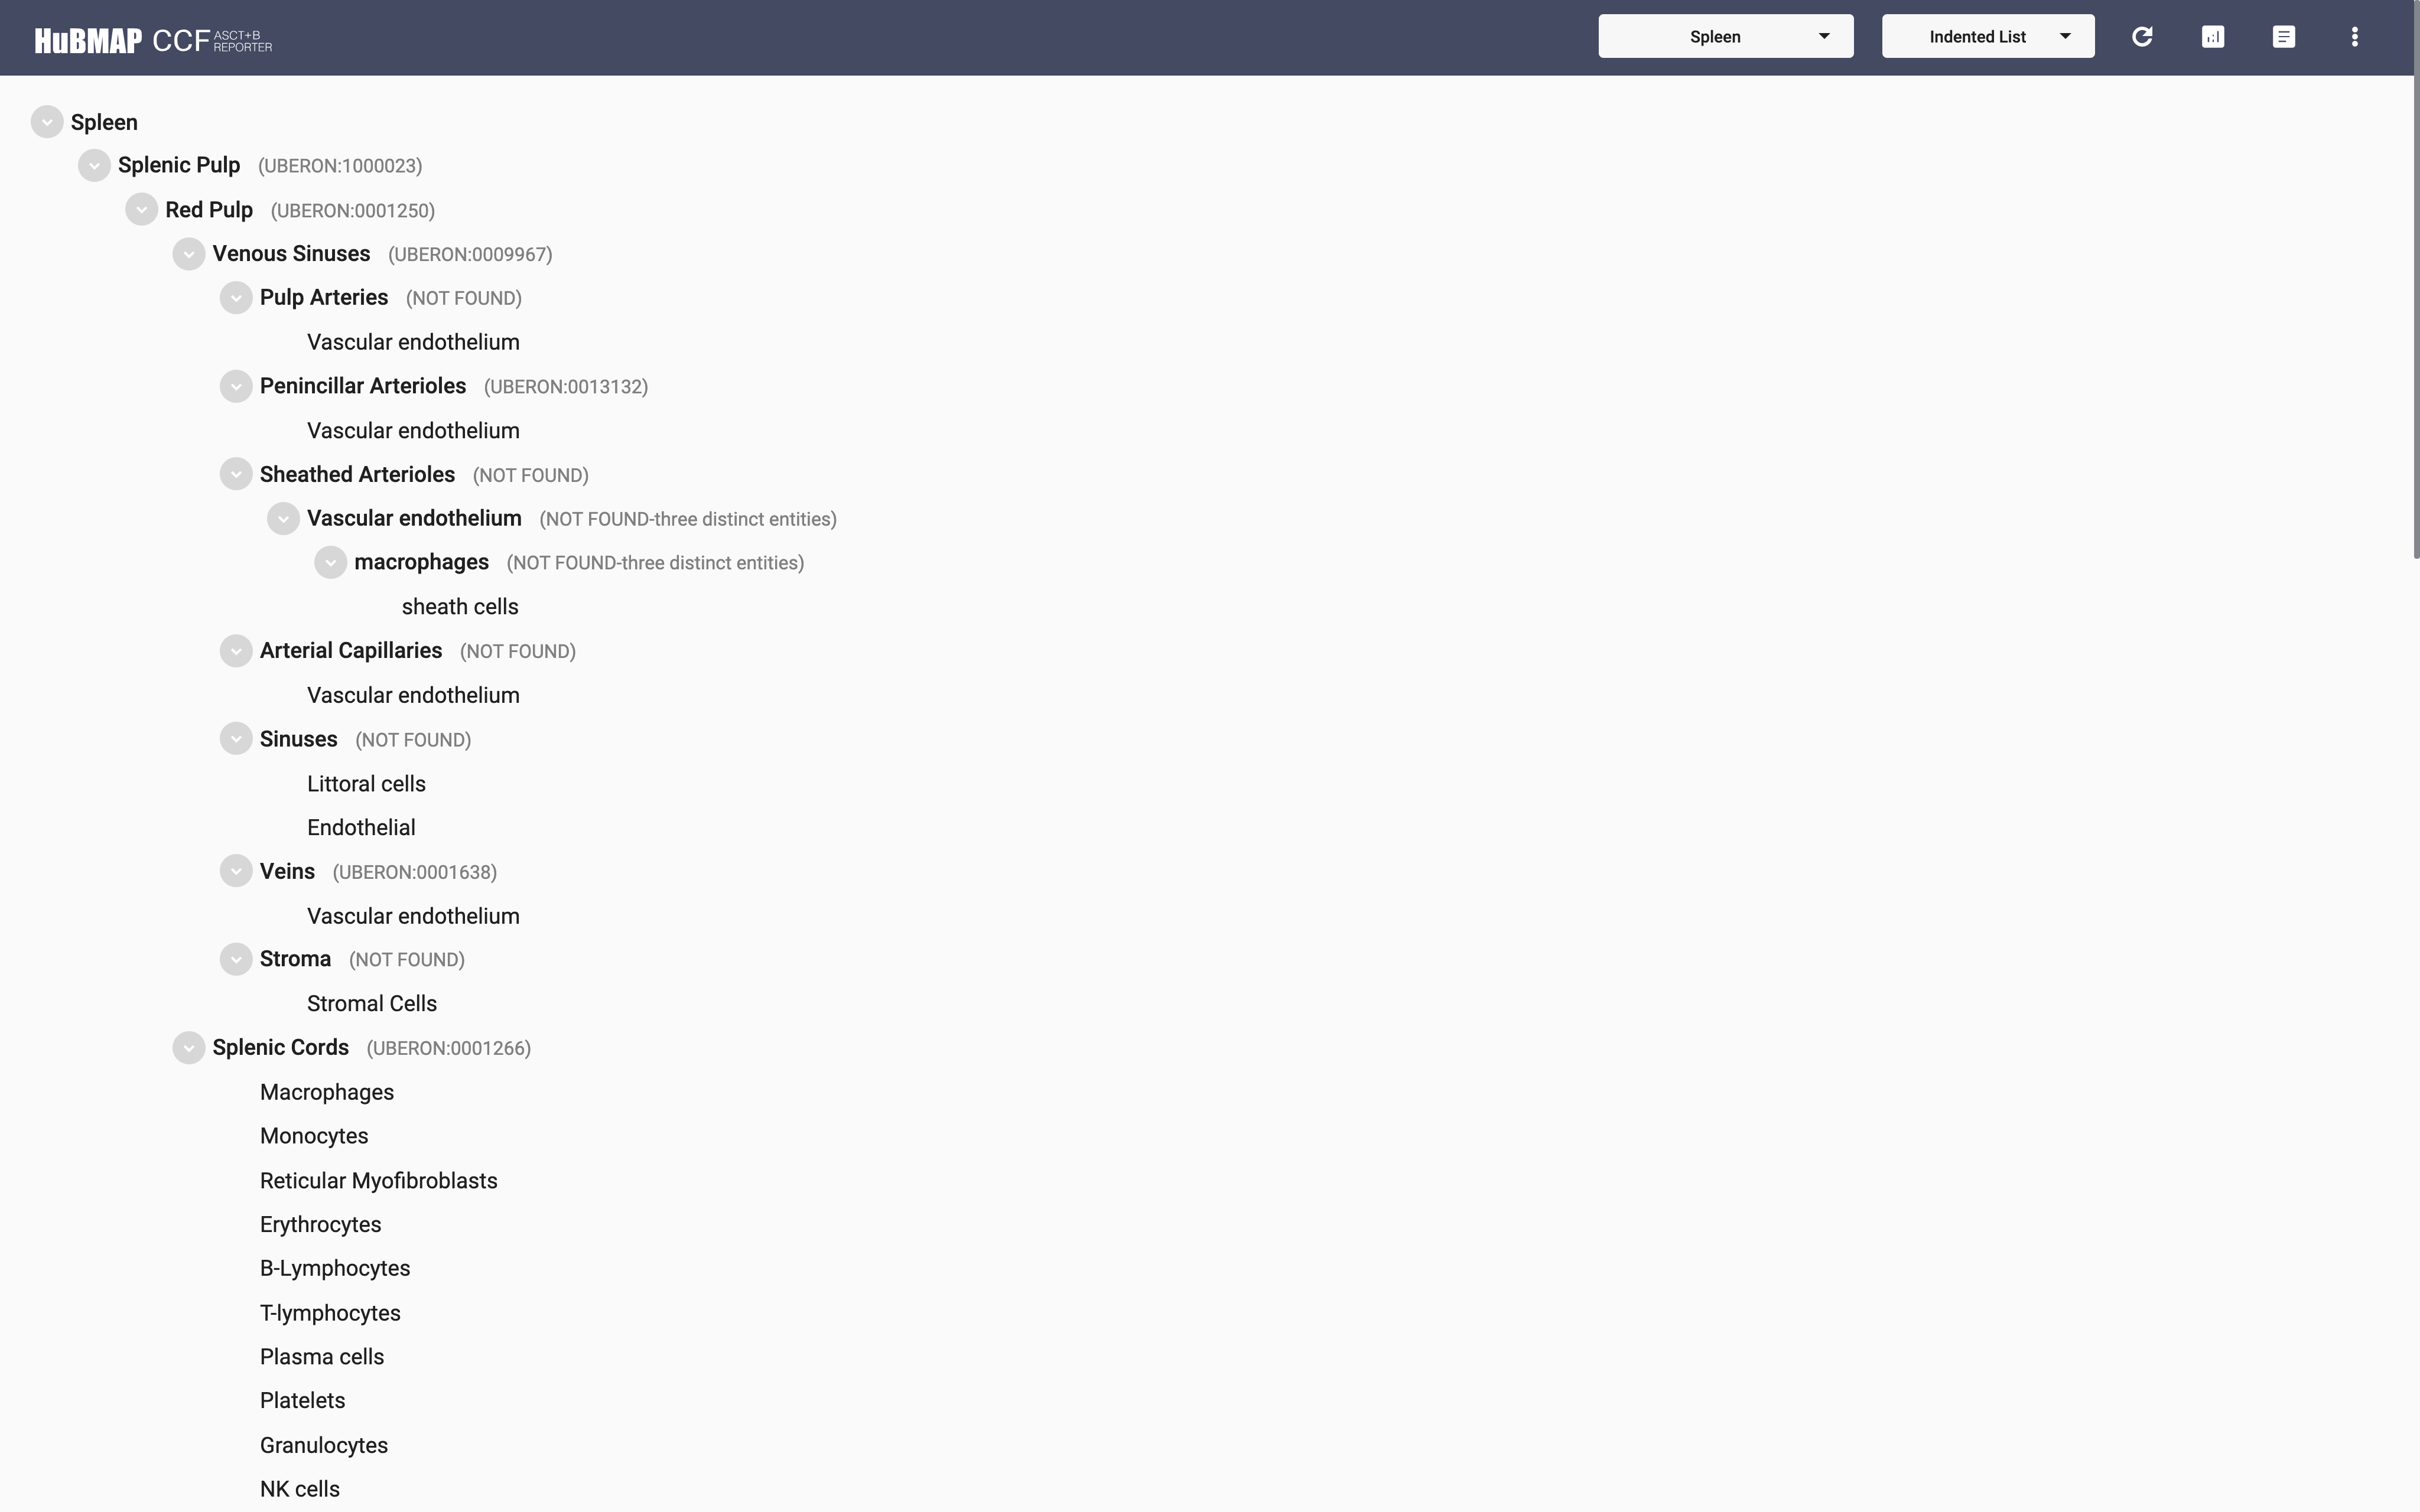 HuBMAP CCF ASCT+B REPORTER
Spleen
Indented List
Spleen
Splenic Pulp (UBERON:1000023)
Red Pulp (UBERON:0001250)
Venous Sinuses (UBERON:0009967)
Pulp Arteries (NOT FOUND)
Vascular endothelium
Penincillar Arterioles (UBERON:0013132)
Vascular endothelium
Sheathed Arterioles (NOT FOUND)
Vascular endothelium (NOT FOUND-three distinct entities)
macrophages (NOT FOUND-three distinct entities)
sheath cells
Arterial Capillaries (NOT FOUND)
Vascular endothelium
Sinuses (NOT FOUND)
Littoral cells
Endothelial
Veins (UBERON:0001638)
Vascular endothelium
Stroma (NOT FOUND)
Stromal Cells
Splenic Cords (UBERON:0001266)
Macrophages
Monocytes
Reticular Myofibroblasts
Erythrocytes
B-Lymphocytes
T-lymphocytes
Plasma cells
Platelets
Granulocytes
NK cells